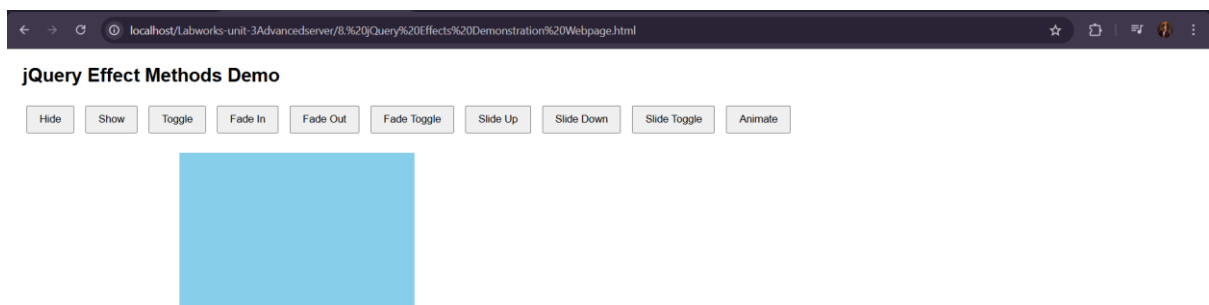 localhost/Labworks-unit-3Advancedserver/8.%20jQuery%20Effects%20Demonstration%20Webpage.html
jQuery Effect Methods Demo
Hide Show Toggle Fade In Fade Out Fade Toggle Slide Up Slide Down Slide Toggle Animate